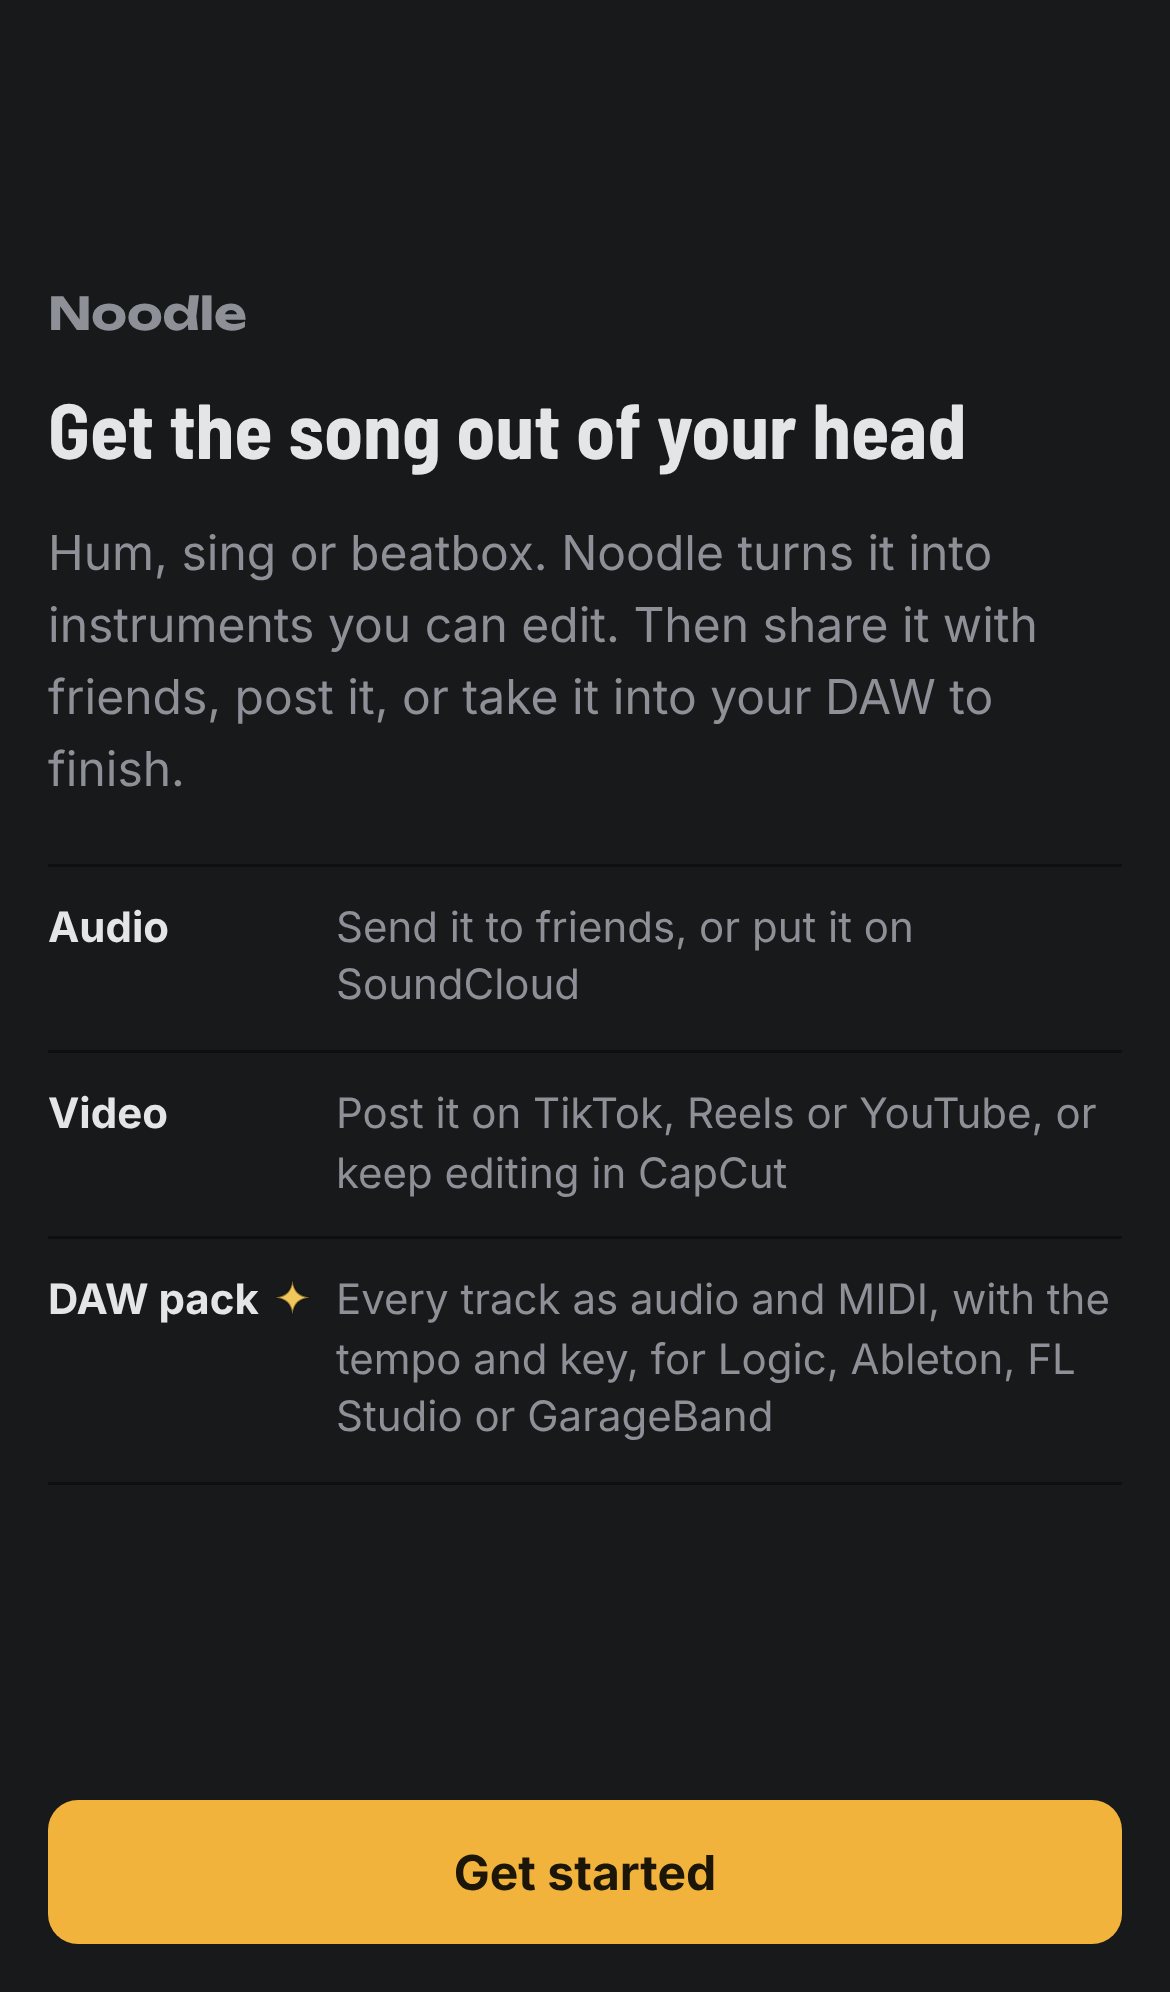 Noodle
Get the song out of your head
Hum, sing or beatbox. Noodle turns it into
instruments you can edit. Then share it with
friends, post it, or take it into your DAW to
finish.
Audio
Send it to friends, or put it on
SoundCloud
Video
Post it on TikTok, Reels or YouTube, or
keep editing in CapCut
DAW pack ✦
Every track as audio and MIDI, with the
tempo and key, for Logic, Ableton, FL
Studio or GarageBand
Get started